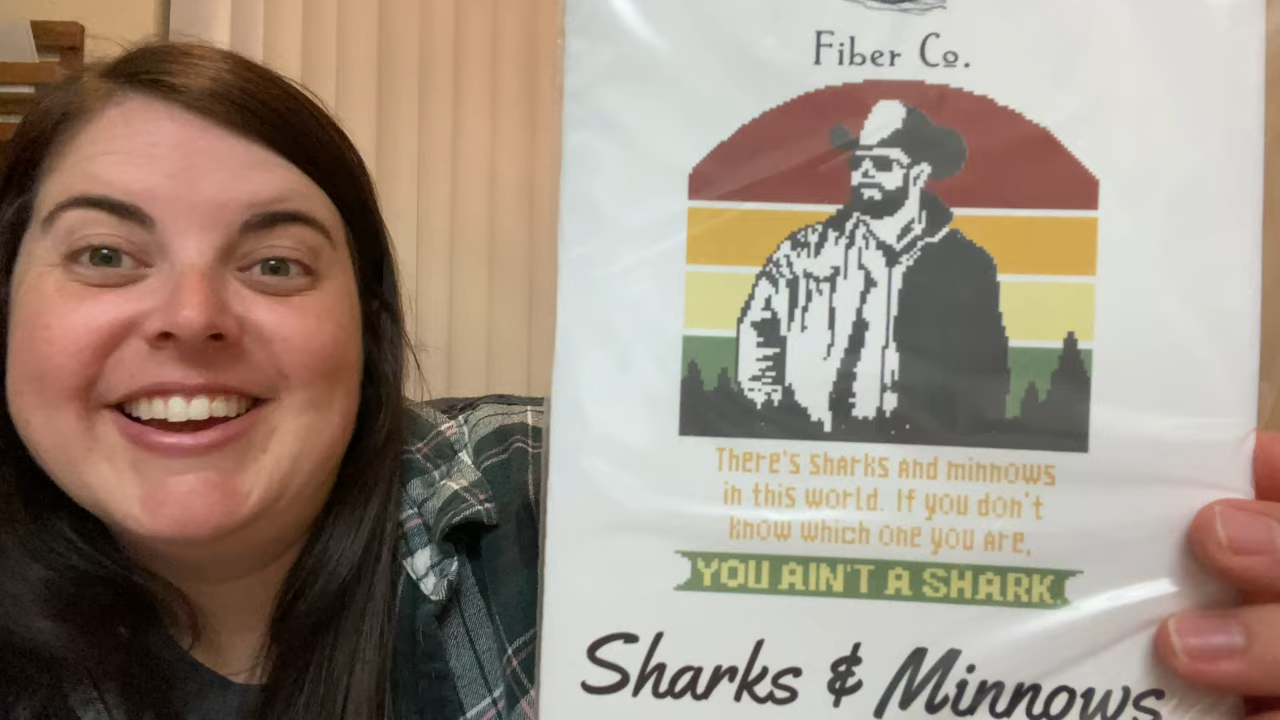 Fiber Co.
There's sharks and minnows
in this world. If you don't
know which one you are,
YOU AIN'T A SHARK.
Sharks & Minnows